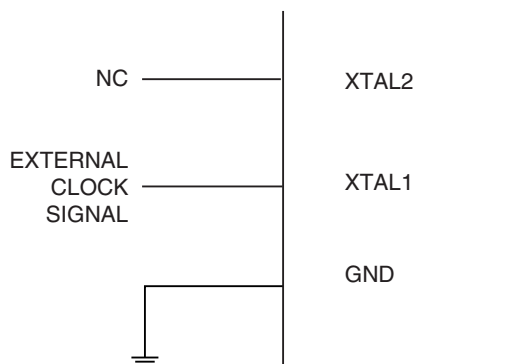 NC
XTAL2
EXTERNAL
CLOCK
SIGNAL
XTAL1
GND